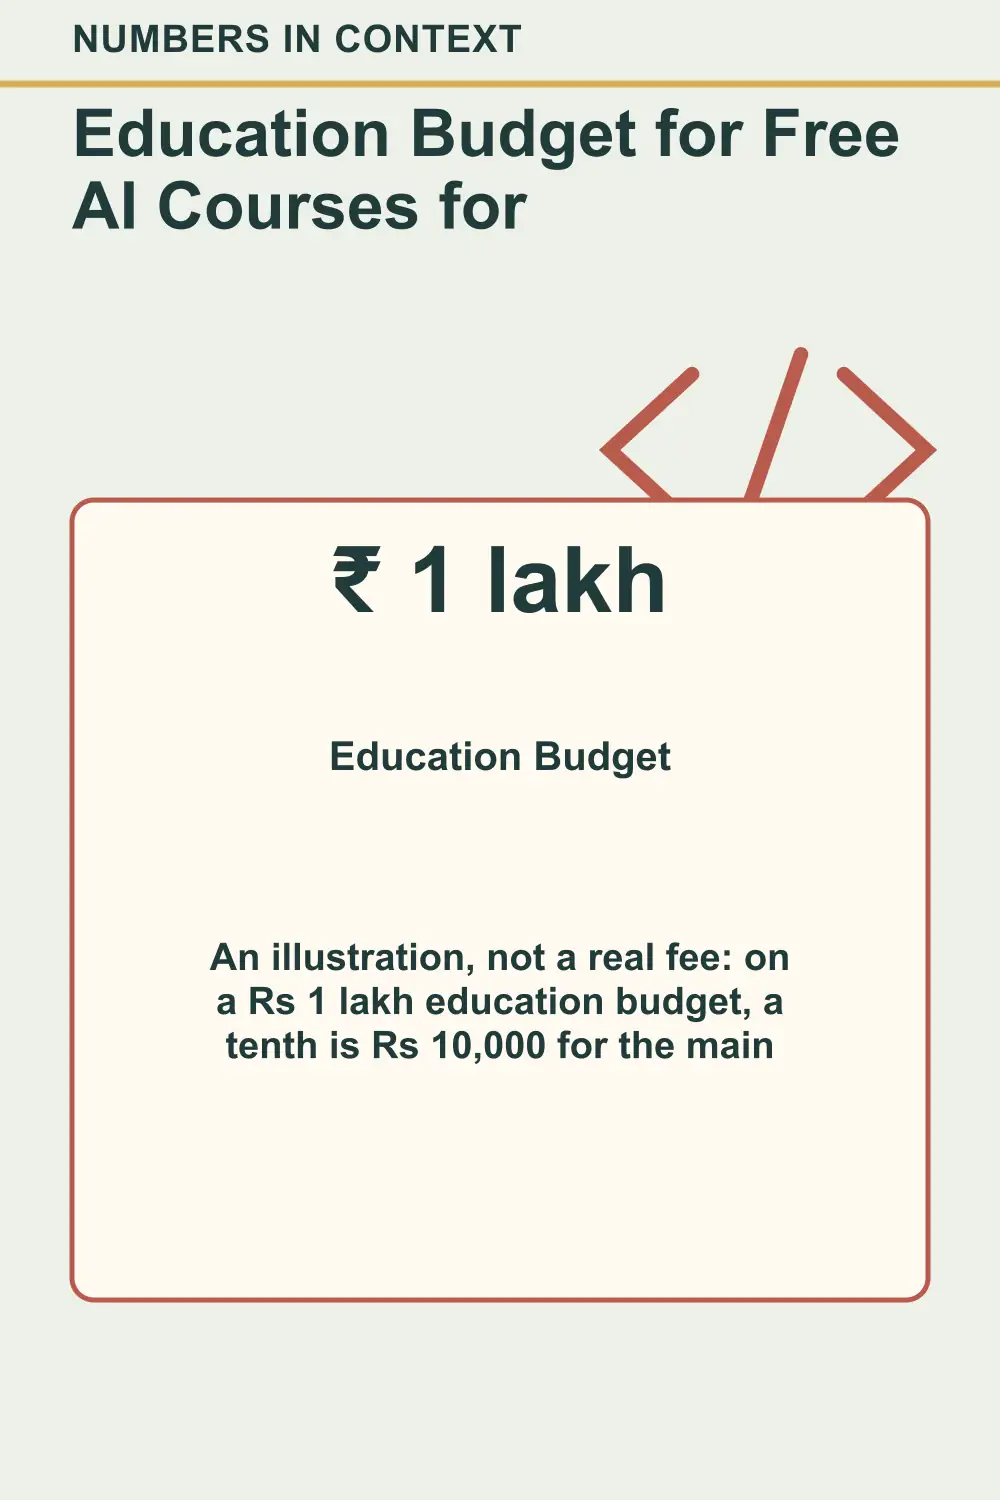 NUMBERS IN CONTEXT
Education Budget for Free
AI Courses for
₹ 1 lakh
Education Budget
An illustration, not a real fee: on
a Rs 1 lakh education budget, a
tenth is Rs 10,000 for the main